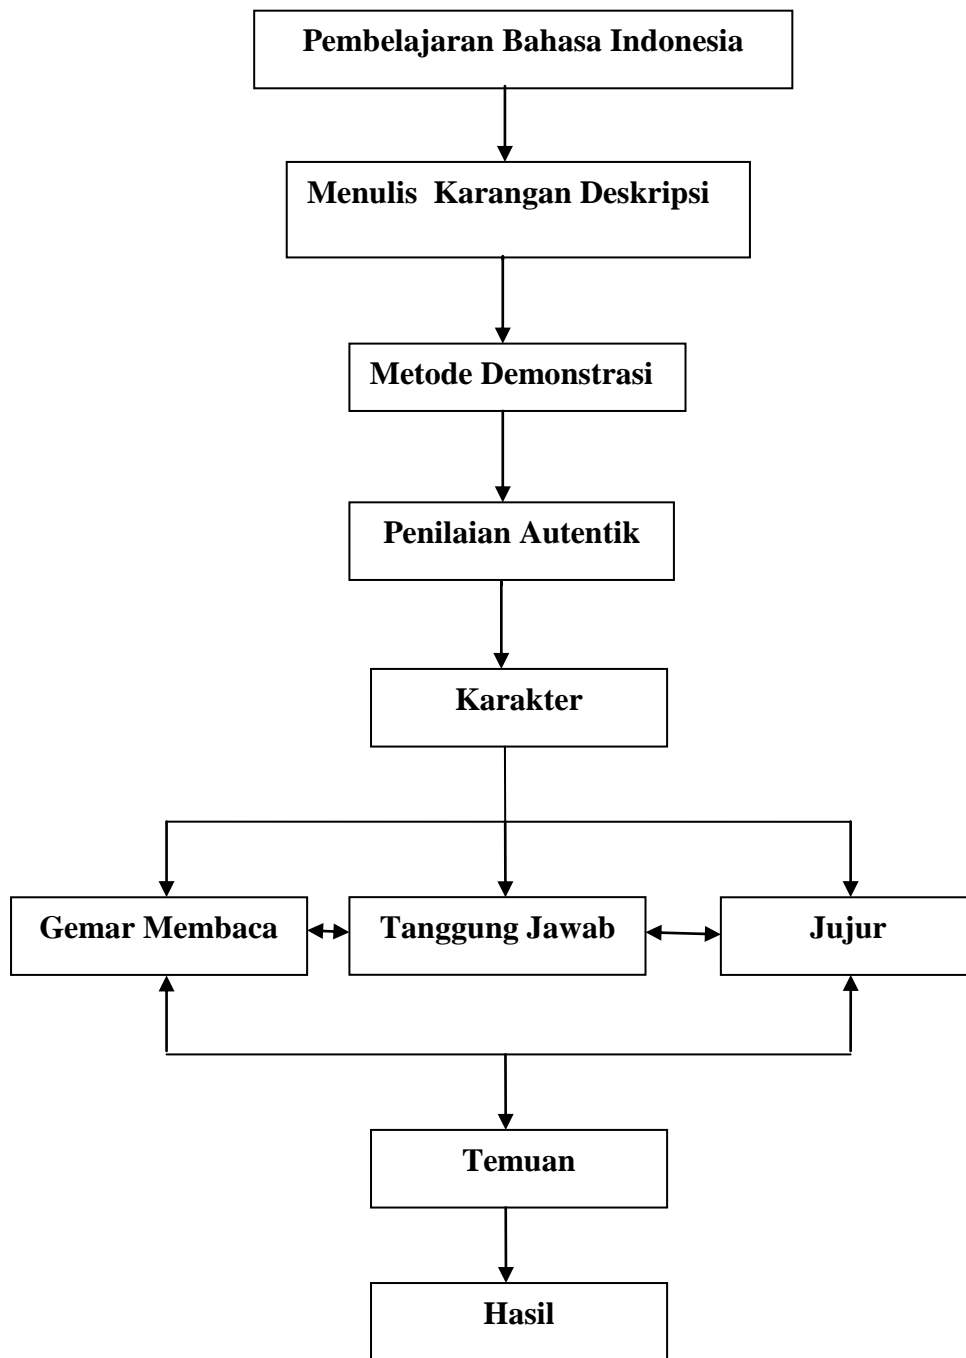 Pembelajaran Bahasa Indonesia
Menulis  Karangan Deskripsi
Metode Demonstrasi
Penilaian Autentik
Karakter
Gemar Membaca
Tanggung Jawab
Jujur
Temuan
Hasil